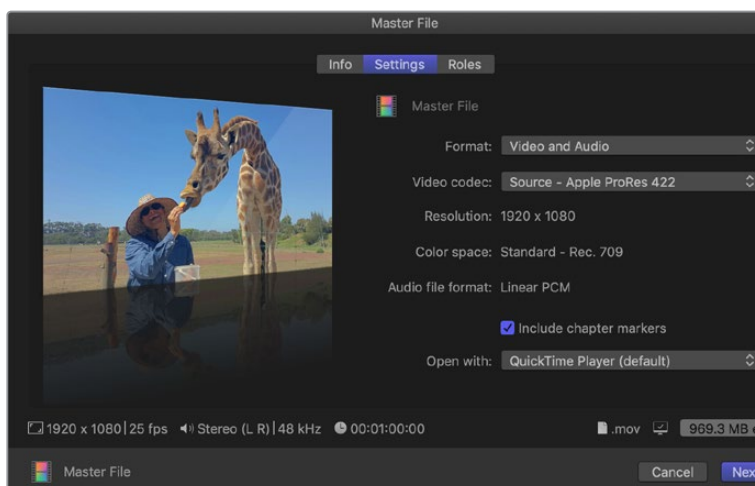 Master File
Info Settings Roles
Master File
Format: Video and Audio
Video codec: Source - Apple ProRes 422
Resolution: 1920 x 1080
Color space: Standard - Rec. 709
Audio file format: Linear PCM
Include chapter markers
Open with: QuickTime Player (default)
1920 x 1080 | 25 fps Stereo (L R) | 48 kHz 00:01:00:00 .mov 969.3 MB
Master File Cancel Nex